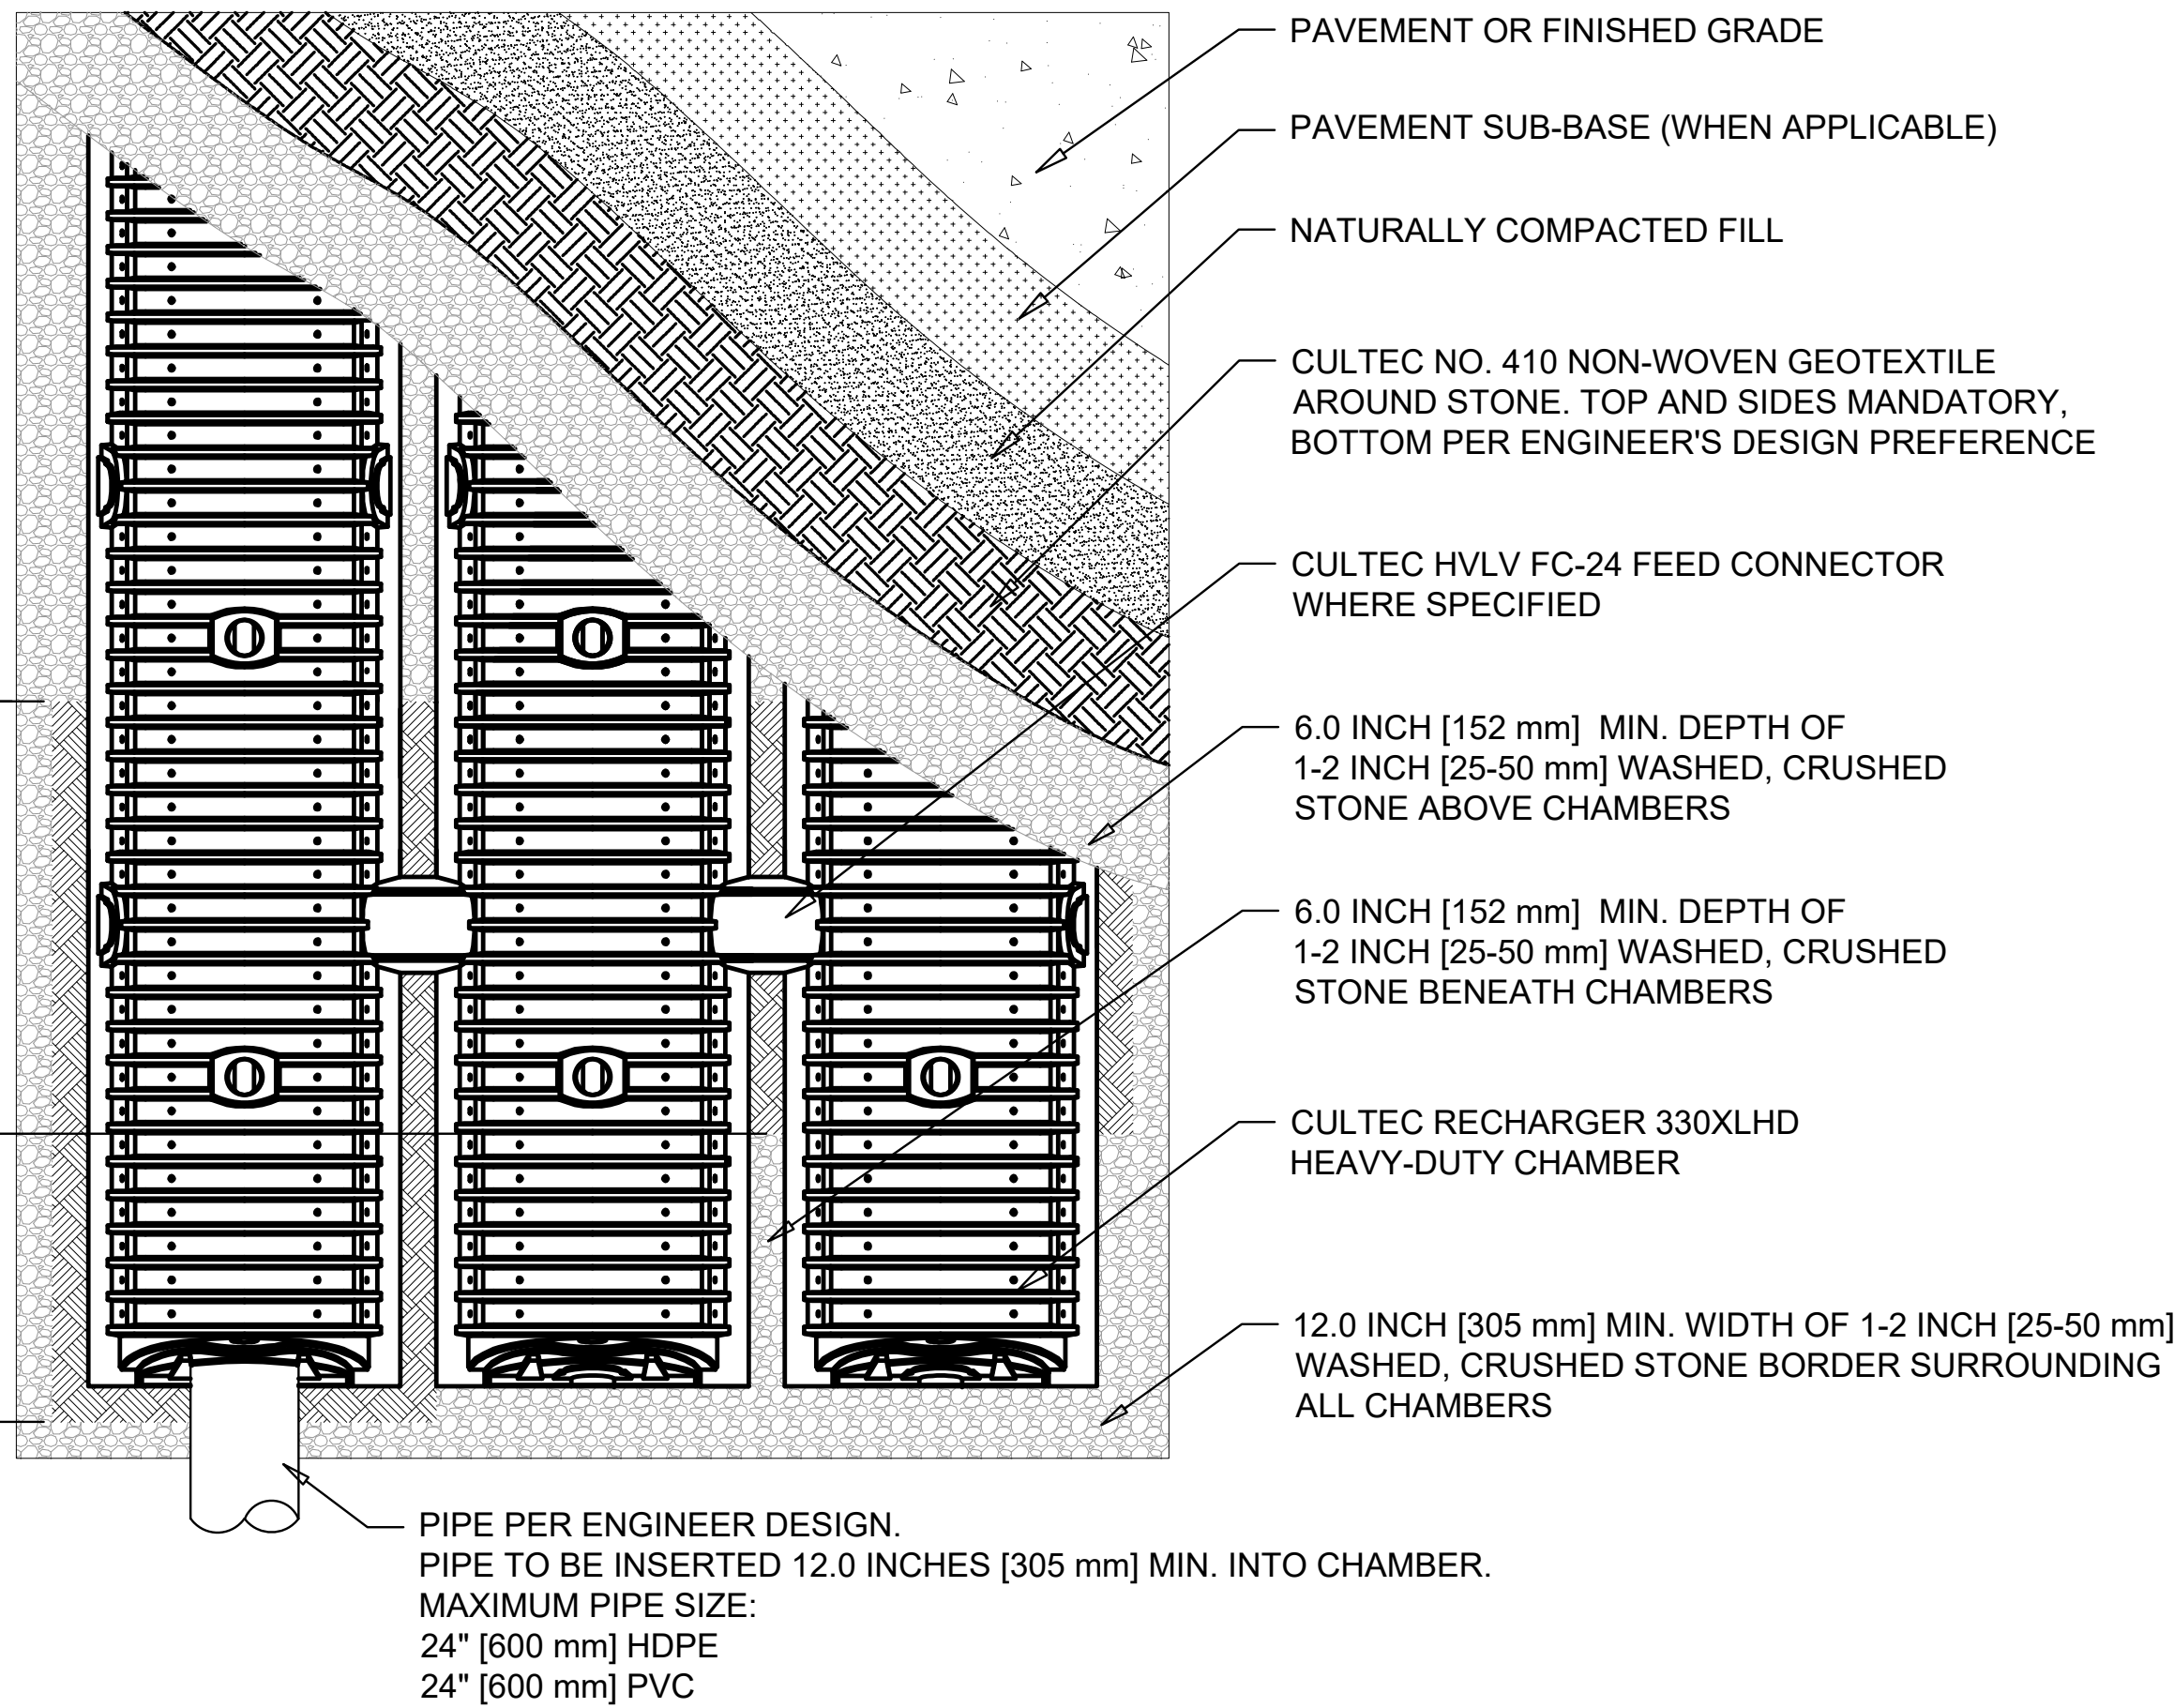 PAVEMENT OR FINISHED GRADE
PAVEMENT SUB-BASE (WHEN APPLICABLE)
NATURALLY COMPACTED FILL
CULTEC NO. 410 NON-WOVEN GEOTEXTILE
AROUND STONE. TOP AND SIDES MANDATORY,
BOTTOM PER ENGINEER'S DESIGN PREFERENCE
CULTEC HVLV FC-24 FEED CONNECTOR
WHERE SPECIFIED
6.0 INCH [152 mm] MIN. DEPTH OF
1-2 INCH [25-50 mm] WASHED, CRUSHED
STONE ABOVE CHAMBERS
6.0 INCH [152 mm] MIN. DEPTH OF
1-2 INCH [25-50 mm] WASHED, CRUSHED
STONE BENEATH CHAMBERS
CULTEC RECHARGER 330XLHD
HEAVY-DUTY CHAMBER
12.0 INCH [305 mm] MIN. WIDTH OF 1-2 INCH [25-50 mm]
WASHED, CRUSHED STONE BORDER SURROUNDING
ALL CHAMBERS
PIPE PER ENGINEER DESIGN.
PIPE TO BE INSERTED 12.0 INCHES [305 mm] MIN. INTO CHAMBER.
MAXIMUM PIPE SIZE:
24" [600 mm] HDPE
24" [600 mm] PVC